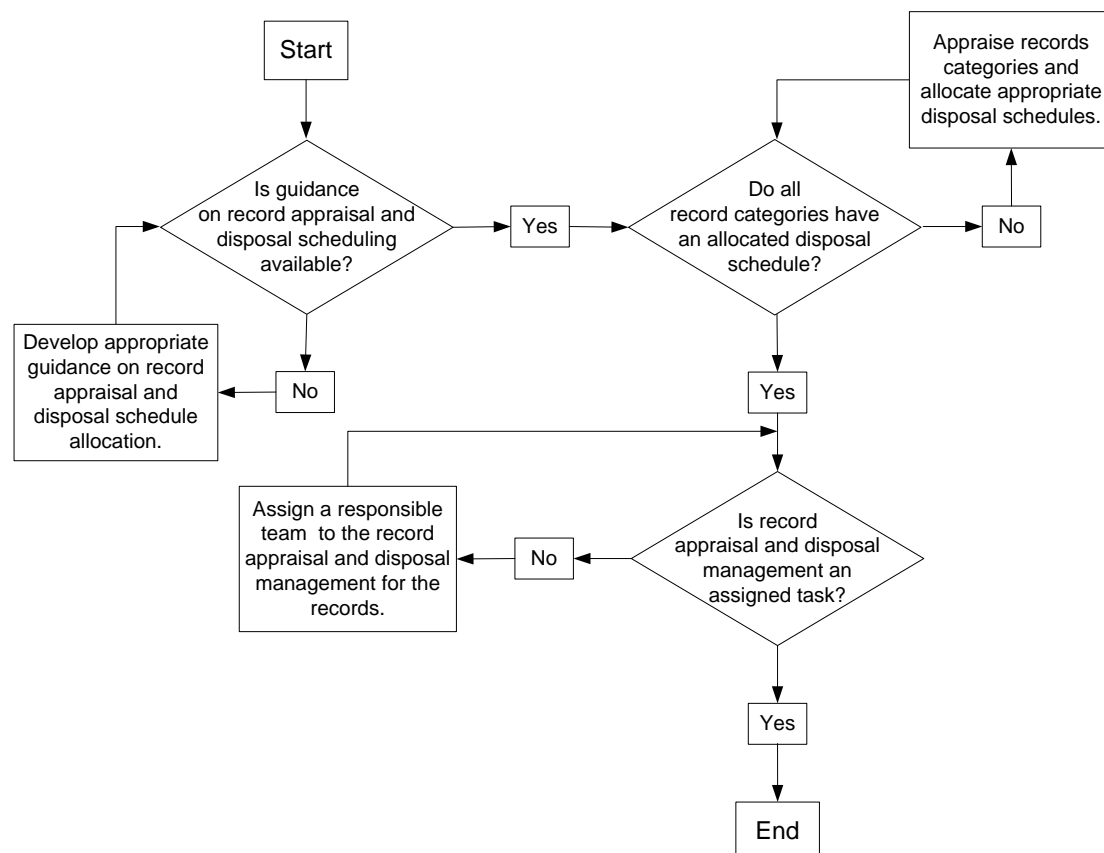 Start
Is guidance
on record appraisal and
disposal scheduling
available?
Yes
No
Develop appropriate
guidance on record
appraisal and
disposal schedule
allocation.
Do all
record categories have
an allocated disposal
schedule?
No
Appraise records
categories and
allocate appropriate
disposal schedules.
Yes
Is record
appraisal and disposal
management an
assigned task?
No
Assign a responsible
team to the record
appraisal and disposal
management for the
records.
Yes
End